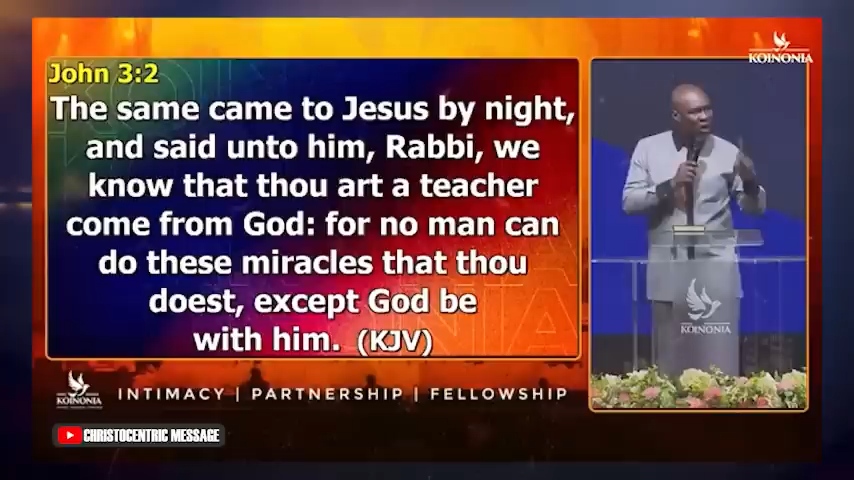 John 3:2
The same came to Jesus by night,
and said unto him, Rabbi, we
know that thou art a teacher
come from God: for no man can
do these miracles that thou
doest, except God be
with him. (KJV)
KOINONIA
KOINONIA
KOINONIA
INTIMACY | PARTNERSHIP | FELLOWSHIP
CHRISTOCENTRIC MESSAGE